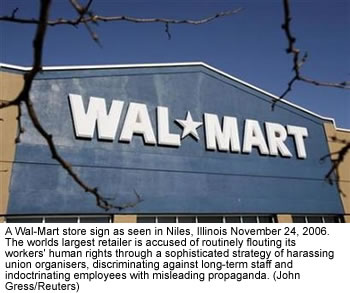 WAL★MART
A Wal-Mart store sign as seen in Niles, Illinois November 24, 2006.
The worlds largest retailer is accused of routinely flouting its
workers' human rights through a sophisticated strategy of harassing
union organisers, discriminating against long-term staff and
indoctrinating employees with misleading propaganda. (John
Gress/Reuters)